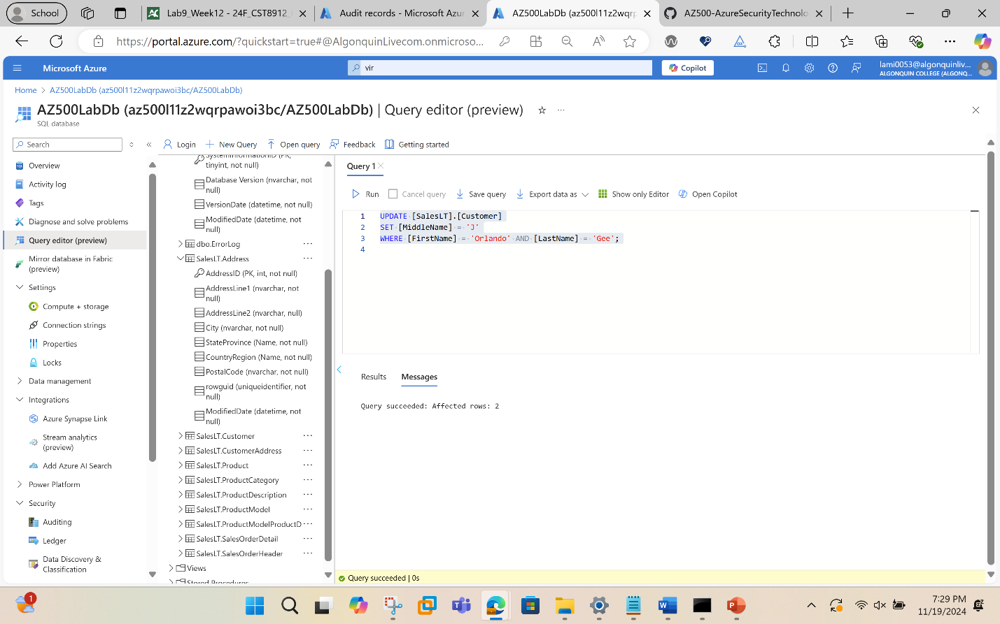 School
Lab9_Week12 - 24F_CST8912_
Audit records - Microsoft Azur
AZ500LabDb (az500l11z2wqrp
AZ500-AzureSecurityTechnolo
https://portal.azure.com/?quickstart=true#@AlgonquinLivecom.onmicroso...
Microsoft Azure
vir
Copilot
lami0053@algonquinliv...
ALGONQUIN COLLEGE (ALGONQ...
Home > AZ500LabDb (az500l11z2wqrpawoi3bc/AZ500LabDb)
AZ500LabDb (az500l11z2wqrpawoi3bc/AZ500LabDb) | Query editor (preview)
SQL database
Search
Login
New Query
Open query
Feedback
Getting started
Overview
Activity log
Tags
Diagnose and solve problems
Query editor (preview)
Mirror database in Fabric
(preview)
Settings
Compute + storage
Connection strings
Properties
Locks
Data management
Integrations
Azure Synapse Link
Stream analytics
(preview)
Add Azure AI Search
Power Platform
Security
Auditing
Ledger
Data Discovery &
Classification
SystemInformationID (PK,
tinyint, not null)
Database Version (nvarchar, not
null)
VersionDate (datetime, not null)
ModifiedDate (datetime, not
null)
dbo.ErrorLog
SalesLT.Address
AddressID (PK, int, not null)
AddressLine1 (nvarchar, not
null)
AddressLine2 (nvarchar, null)
City (nvarchar, not null)
StateProvince (Name, not null)
CountryRegion (Name, not null)
PostalCode (nvarchar, not null)
rowguid (uniqueidentifier, not
null)
ModifiedDate (datetime, not
null)
SalesLT.Customer
SalesLT.CustomerAddress
SalesLT.Product
SalesLT.ProductCategory
SalesLT.ProductDescription
SalesLT.ProductModel
SalesLT.ProductModelProductD
SalesLT.SalesOrderDetail
SalesLT.SalesOrderHeader
Views
Stored Procedures
Query 1
Run
Cancel query
Save query
Export data as
Show only Editor
Open Copilot
1 UPDATE [SalesLT].[Customer]
2 SET [MiddleName] = 'J'
3 WHERE [FirstName] = 'Orlando' AND [LastName] = 'Gee';
4
Results
Messages
Query succeeded: Affected rows: 2
Query succeeded | 0s
1
7:29 PM
11/19/2024